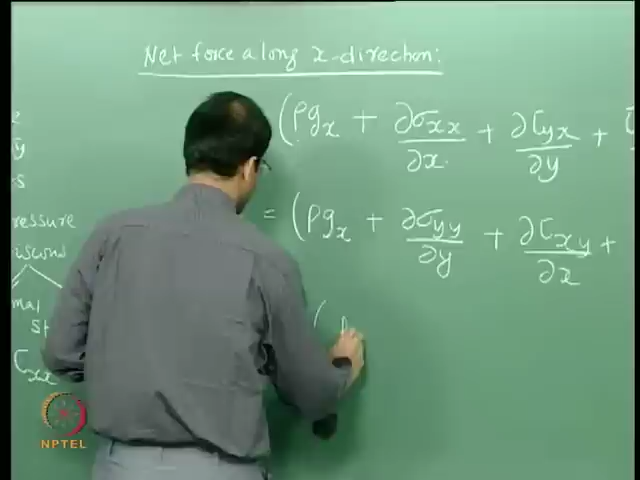 Net force along x-direction:
(ρg_x + ∂σ_xx/∂x + ∂τ_yx/∂y +
= (ρg_x + ∂σ_yy/∂y + ∂τ_xy/∂x +
(
ressure
iscous
mal
s
τ_xx
NPTEL